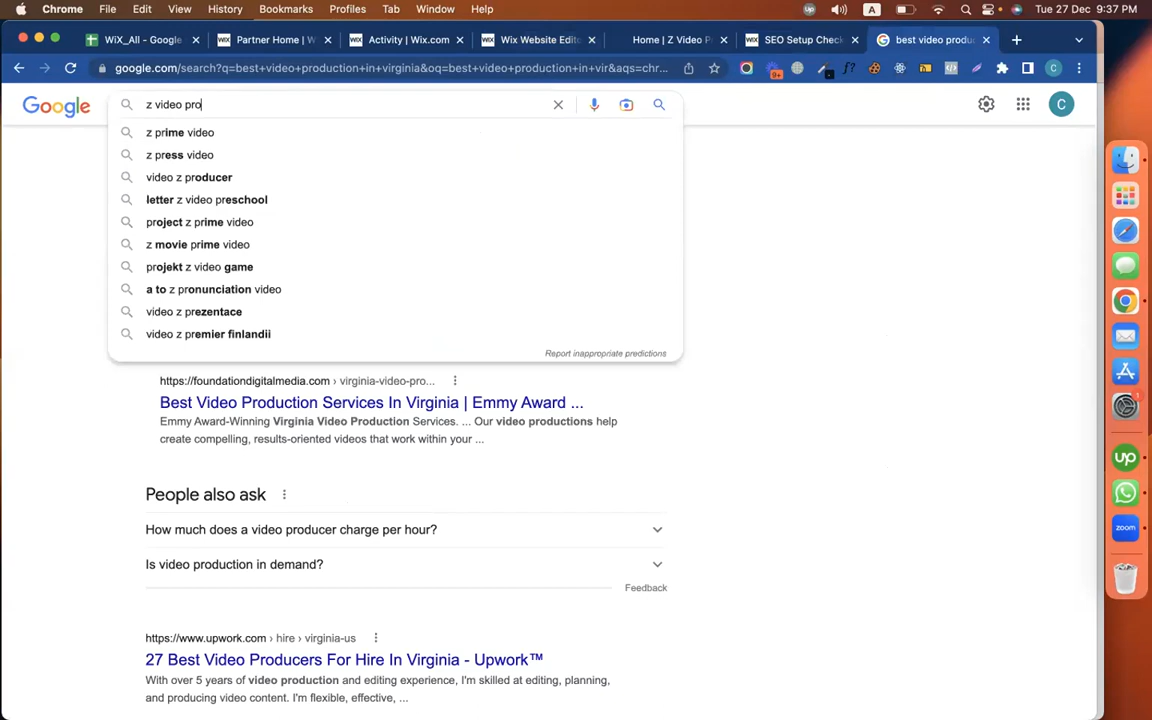 Chrome File Edit View History Bookmarks Profiles Tab Window Help A Tue 27 Dec 9:37 PM
WiX_All - Google Partner Home | W Activity | Wix.com Wix Website Edit Home | Z Video P SEO Setup Chec best video produc
google.com/search?q=best+video+production+in+virginia&oq=best+video+production+in+vir&aqs=chr... 9+ f? C
Google z video pro C
z prime video
z press video
video z producer
letter z video preschool
project z prime video
z movie prime video
projekt z video game
a to z pronunciation video
video z prezentace
video z premier finlandii
Report inappropriate predictions
https://foundationdigitalmedia.com › virginia-video-pro...
Best Video Production Services In Virginia | Emmy Award ...
Emmy Award-Winning Virginia Video Production Services. ... Our video productions help
create compelling, results-oriented videos that work within your ...
People also ask
How much does a video producer charge per hour?
Is video production in demand?
Feedback
https://www.upwork.com › hire › virginia-us
27 Best Video Producers For Hire In Virginia - Upwork™
With over 5 years of video production and editing experience, I'm skilled at editing, planning,
and producing video content. I'm flexible, effective, ...
up
zoom